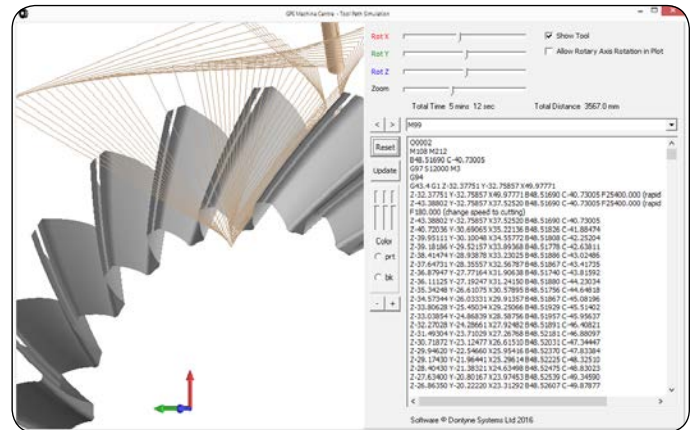 GPS Machine Centre - Tool Path Simulation
Rot X
Show Tool
Rot Y
Allow Rotary Axis Rotation in Plot
Rot Z
Zoom
Total Time 5 mins 12 sec Total Distance 3567.0 mm
< > M99
Reset
Update
Color
prt
bk
- +
O0002
M108 M212
B48.51690 C-40.73005
G97 S12000 M3
G94
G43.4 G1 Z-32.37751 Y-32.75857 X49.97771
Z-32.37751 Y-32.75857 X49.97771 B48.51690 C-40.73005 F25400.000 (rapid
Z-43.38802 Y-32.75857 X37.52520 B48.51690 C-40.73005 F25400.000 (rapid
F180.000 (change speed to cutting)
Z-43.38802 Y-32.75857 X37.52520 B48.51690 C-40.73005
Z-40.72036 Y-30.69065 X35.22136 B48.51826 C-41.88474
Z-39.95111 Y-30.10048 X34.55772 B48.51808 C-42.25204
Z-39.18186 Y-29.52157 X33.89368 B48.51778 C-42.63811
Z-38.41474 Y-28.93878 X33.23025 B48.51886 C-43.02486
Z-37.64731 Y-28.35557 X32.56787 B48.51867 C-43.41735
Z-36.87947 Y-27.77164 X31.90638 B48.51740 C-43.81592
Z-36.11125 Y-27.19247 X31.24150 B48.51880 C-44.23034
Z-35.34248 Y-26.61075 X30.57895 B48.51756 C-44.64818
Z-34.57344 Y-26.03331 X29.91357 B48.51867 C-45.08196
Z-33.80628 Y-25.45034 X29.25066 B48.51929 C-45.51402
Z-33.03854 Y-24.86839 X28.58756 B48.51957 C-45.95637
Z-32.27028 Y-24.28661 X27.92482 B48.51891 C-46.40821
Z-31.49304 Y-23.71029 X27.26768 B48.52181 C-46.88097
Z-30.71872 Y-23.12477 X26.61510 B48.52031 C-47.34447
Z-29.94620 Y-22.54660 X25.95416 B48.52370 C-47.83384
Z-29.17430 Y-21.96441 X25.29614 B48.52225 C-48.32510
Z-28.40430 Y-21.38321 X24.63498 B48.52475 C-48.83023
Z-27.63400 Y-20.80167 X23.97453 B48.52539 C-49.34590
Z-26.86350 Y-20.22220 X23.31292 B48.52607 C-49.87877
Software © Dontyne Systems Ltd 2016